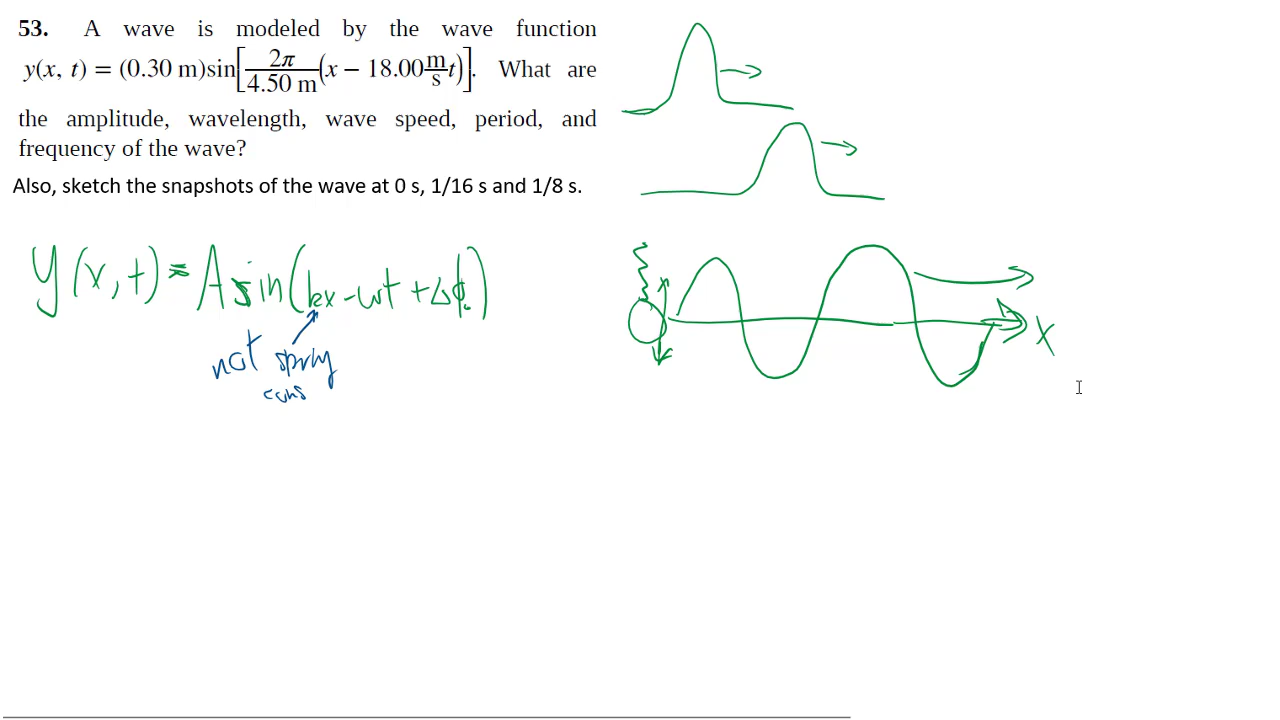 53. A wave is modeled by the wave function
y(x, t) = (0.30 m)sin[2π/4.50 m(x − 18.00 m/s t)]. What are
the amplitude, wavelength, wave speed, period, and
frequency of the wave?
Also, sketch the snapshots of the wave at 0 s, 1/16 s and 1/8 s.
y(x,t) = A sin(kx − ωt + Δϕ)
not spring
cons
x